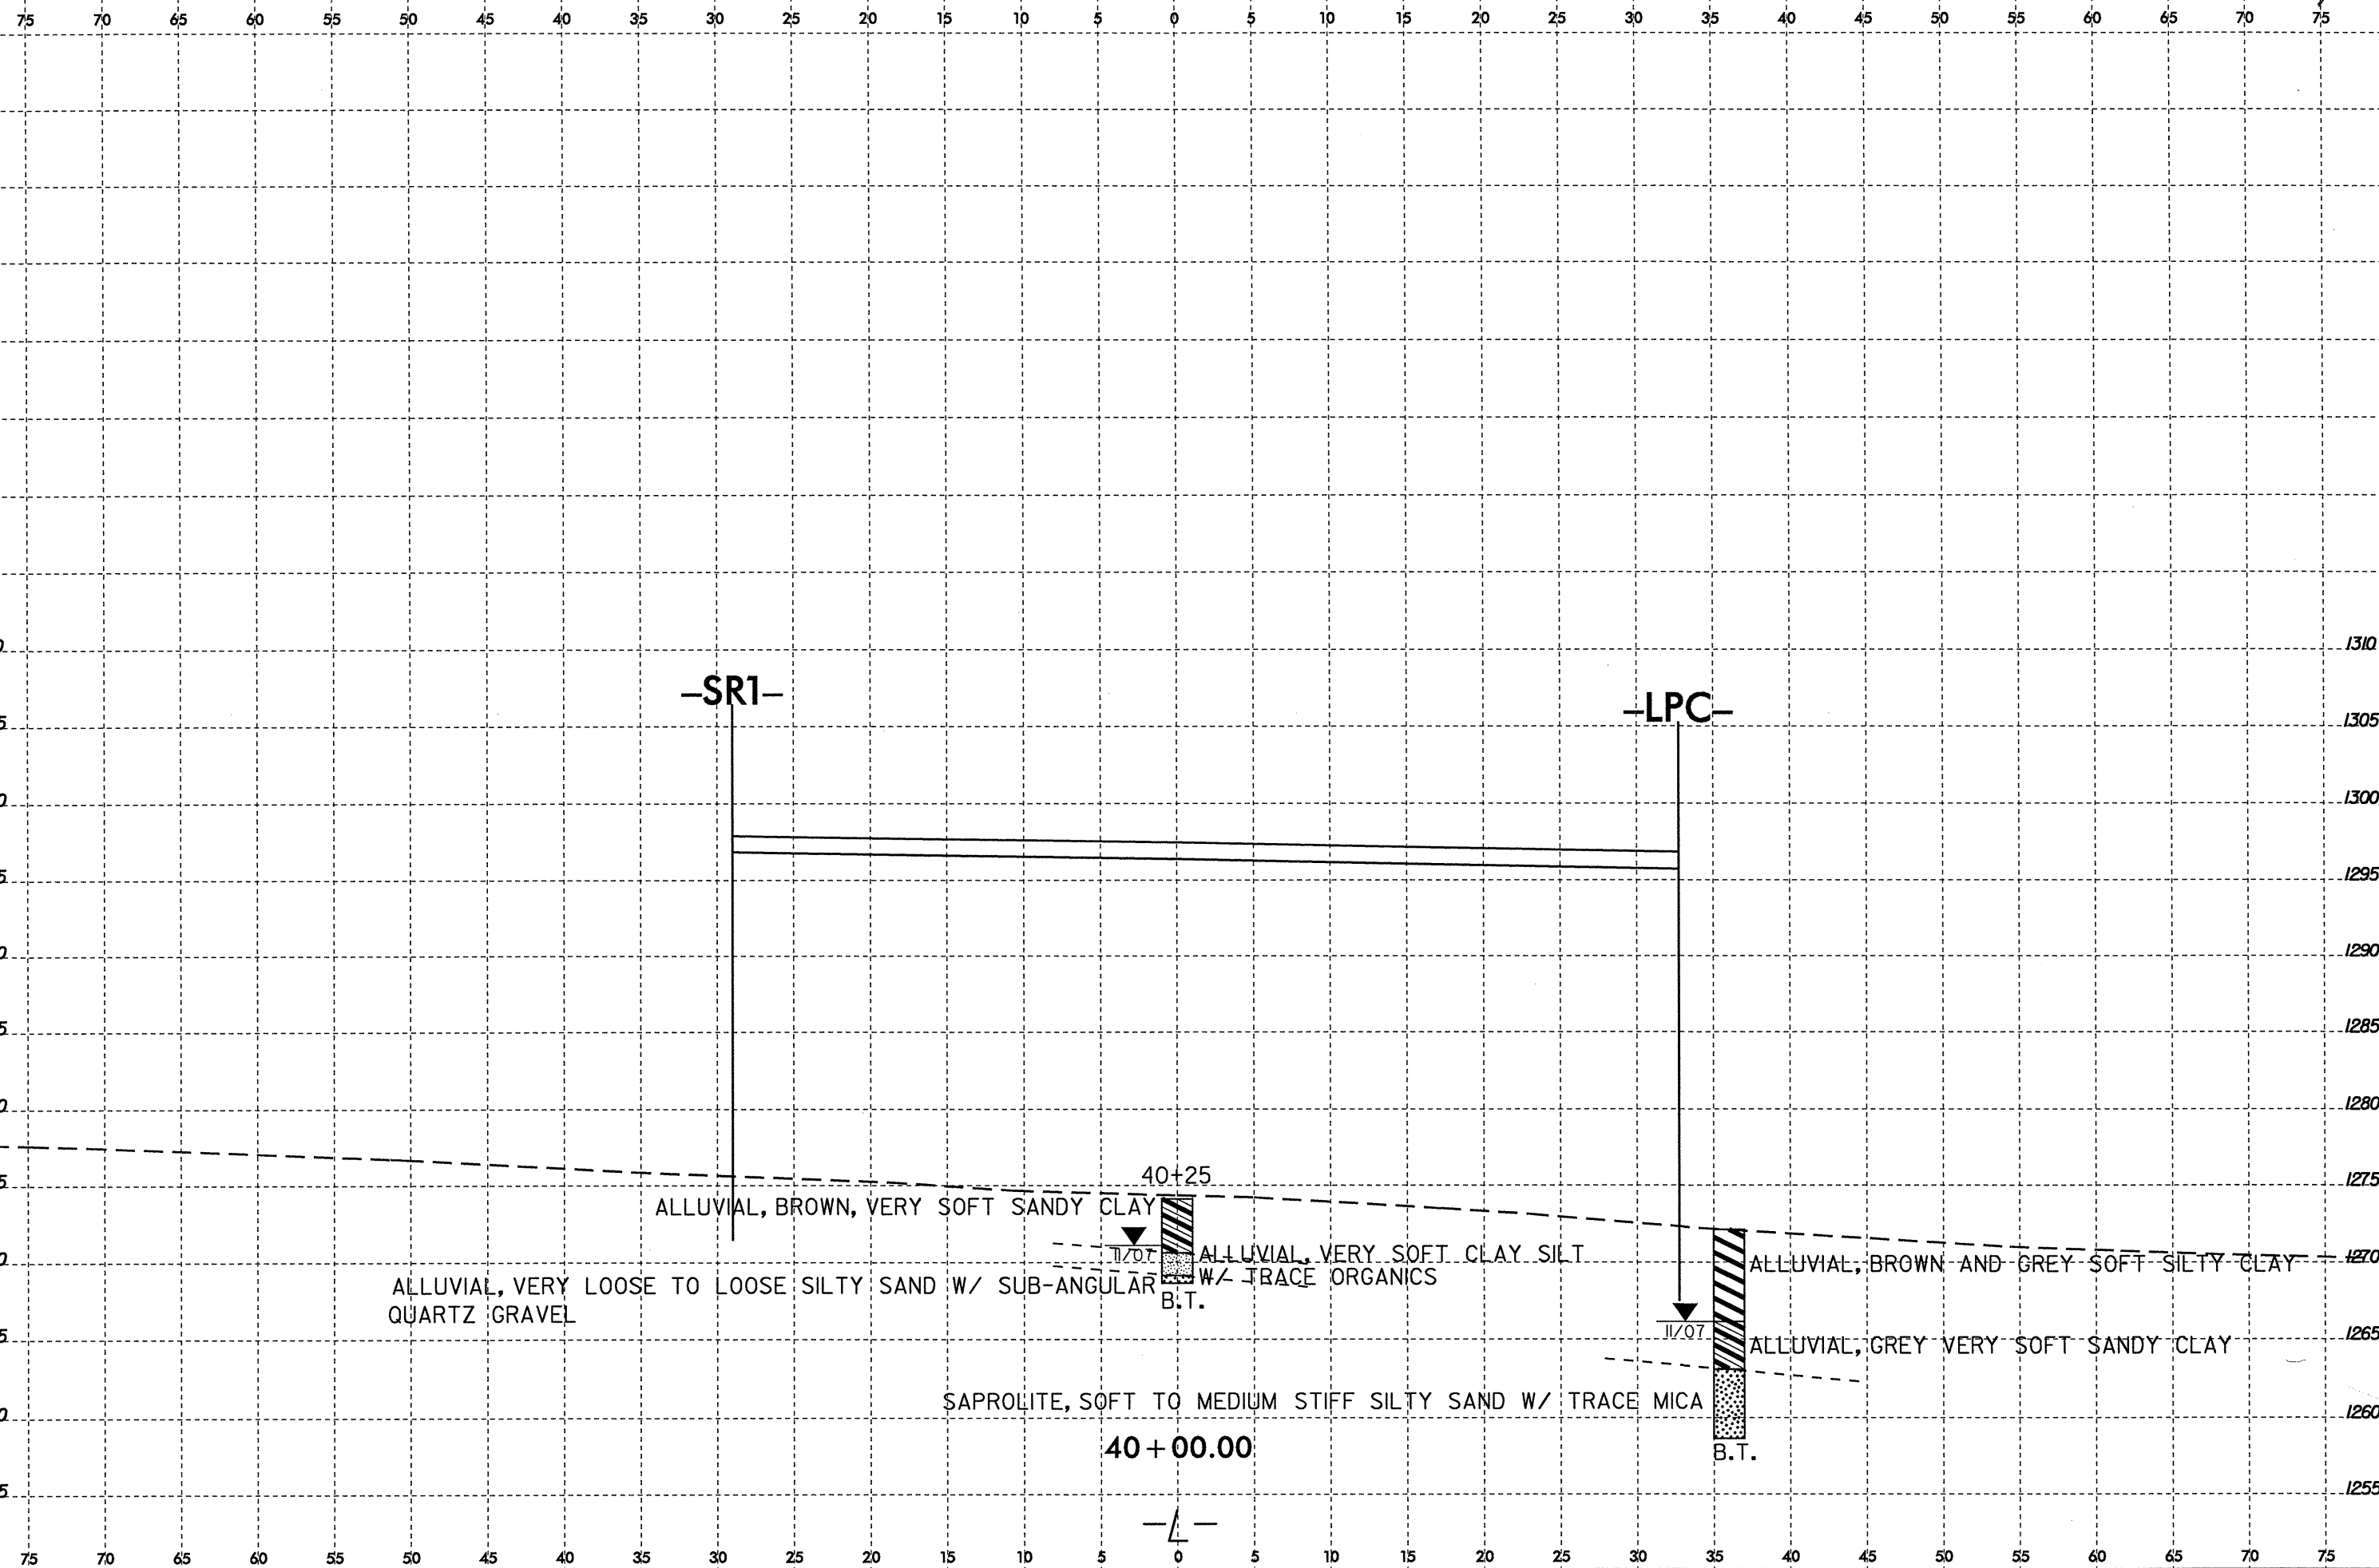 75 70 65 60 55 50 45 40 35 30 25 20 15 10 5 0 5 10 15 20 25 30 35 40 45 50 55 60 65 70 75
1310
-SR1-
-LPC-
1305
1300
1295
1290
1285
1280
40+25
1275
ALLUVIAL, BROWN, VERY SOFT SANDY CLAY
11/07
ALLUVIAL, VERY SOFT CLAY SILT
W/ TRACE ORGANICS
ALLUVIAL, BROWN AND GREY SOFT SILTY CLAY
1270
ALLUVIAL, VERY LOOSE TO LOOSE SILTY SAND W/ SUB-ANGULAR
QUARTZ GRAVEL
B.T.
11/07
1265
ALLUVIAL, GREY VERY SOFT SANDY CLAY
SAPROLITE, SOFT TO MEDIUM STIFF SILTY SAND W/ TRACE MICA
1260
40+00.00
B.T.
1255
-L-
75 70 65 60 55 50 45 40 35 30 25 20 15 10 5 0 5 10 15 20 25 30 35 40 45 50 55 60 65 70 75